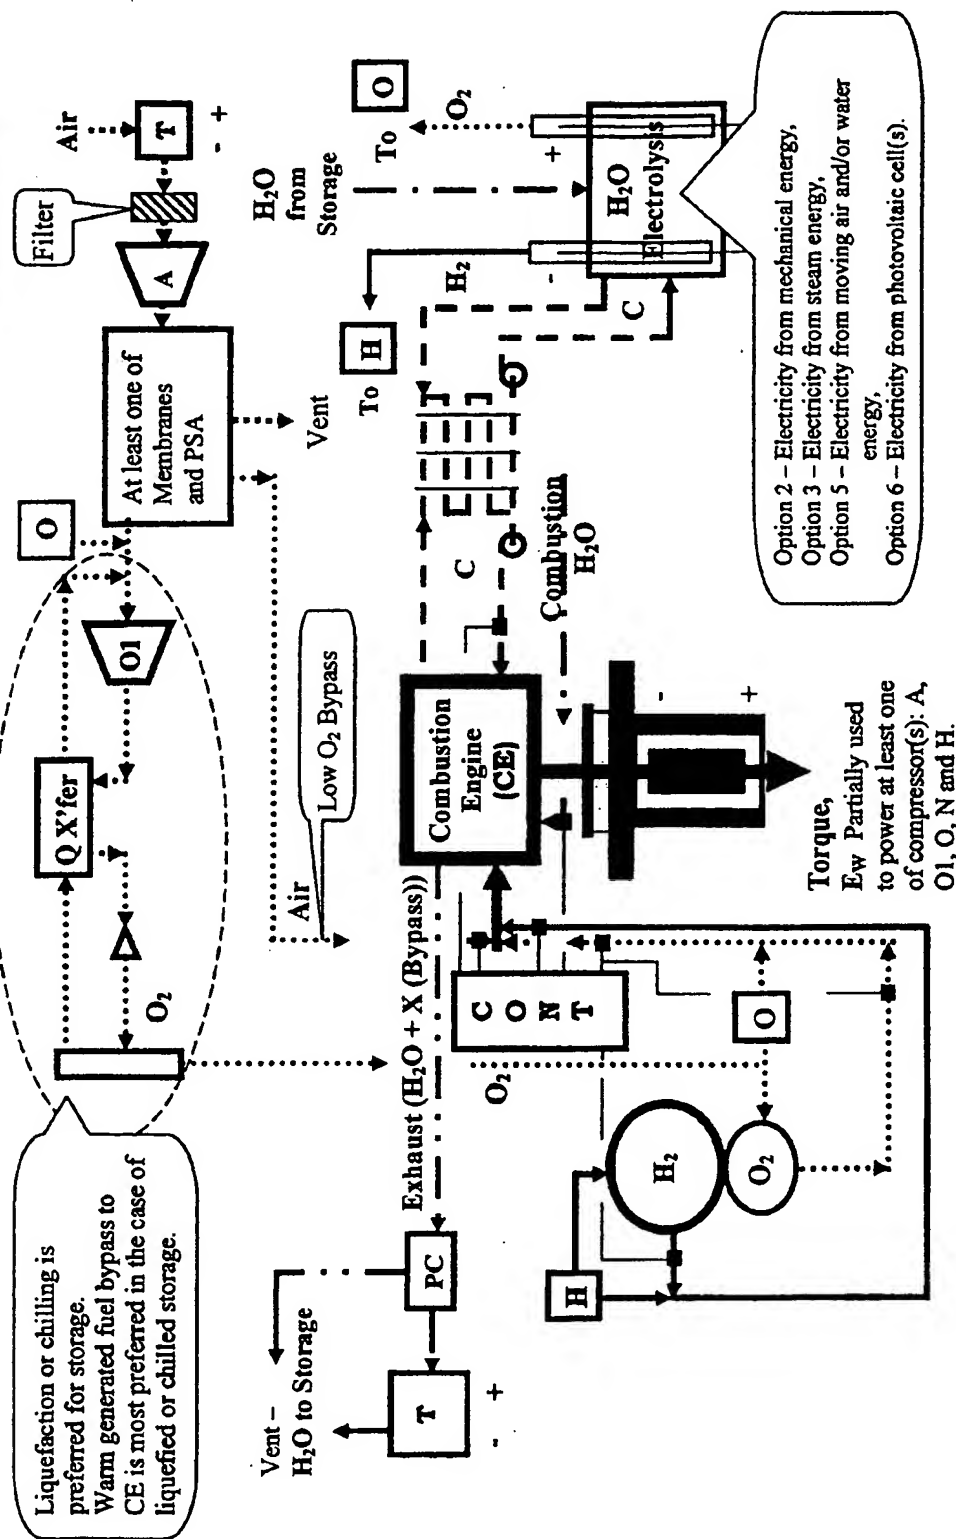 Liquefaction or chilling is
preferred for storage.
Warm generated fuel bypass to
CE is most preferred in the case of
liquefied or chilled storage.
O₂
Q X'fer
O1
O
At least one of
Membranes
and PSA
A
Filter
Air
T
- +
Vent
Low O₂ Bypass
Air
Vent –
H₂O to Storage
T
- +
PC
Exhaust (H₂O + X (Bypass))
O₂
C
O
N
T
Combustion
Engine
(CE)
C
Combustion
H₂O
To
H
H₂
H₂O
from
Storage
To
O
O₂
-
+
C
H₂O
Electrolysis
H
H₂
O₂
O
-
+
Torque,
Ew Partially used
to power at least one
of compressor(s): A,
O1, O, N and H.
Option 2 – Electricity from mechanical energy,
Option 3 – Electricity from steam energy,
Option 5 – Electricity from moving air and/or water
energy,
Option 6 – Electricity from photovoltaic cell(s).